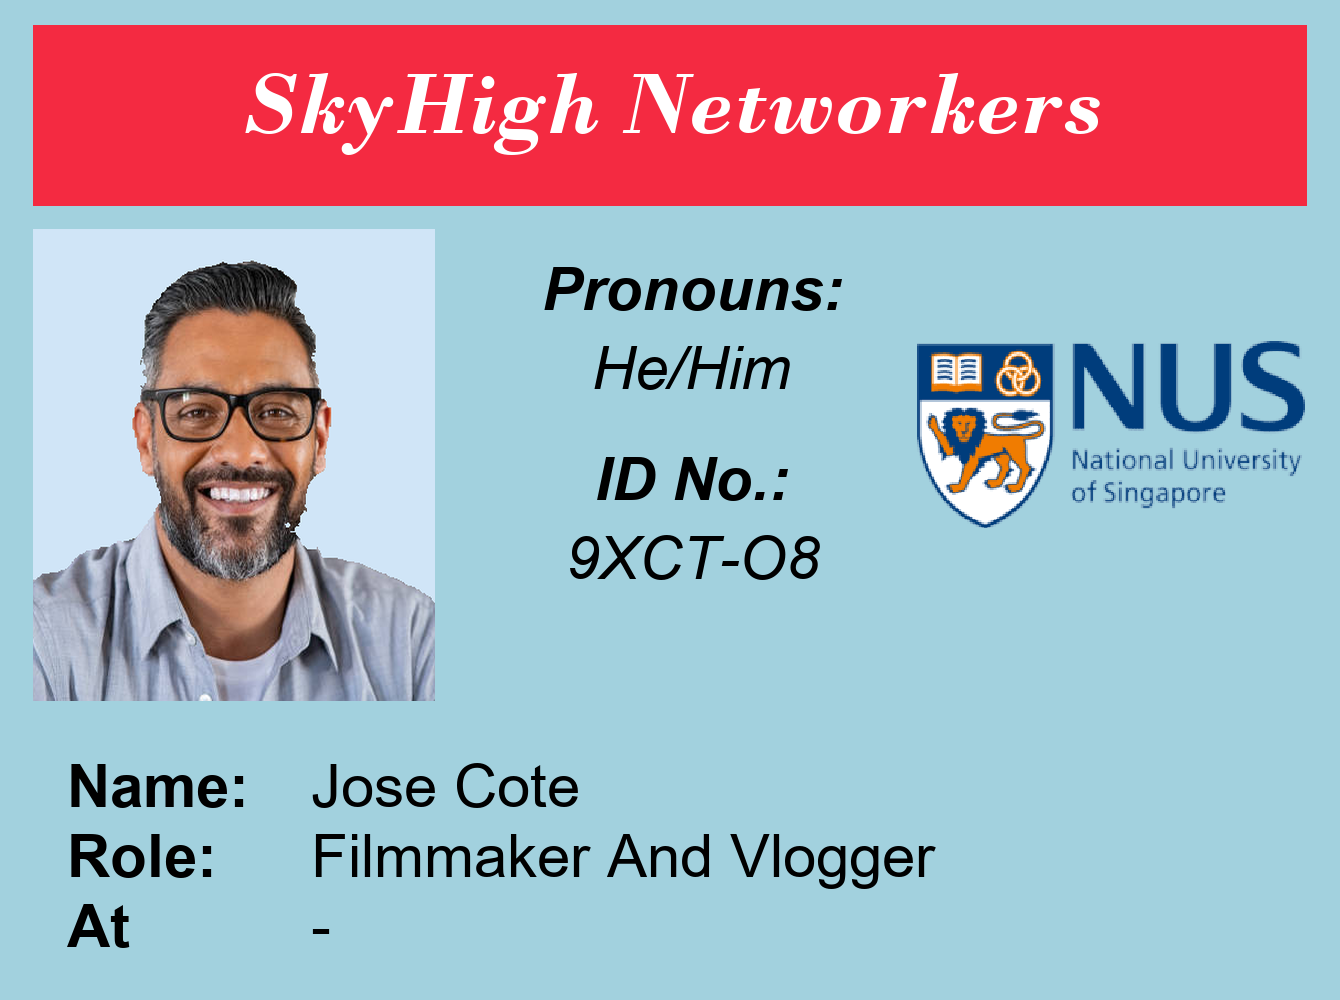 SkyHigh Networkers
Pronouns:
He/Him
ID No.:
9XCT-O8
NUS
National University
of Singapore
Name: Jose Cote
Role: Filmmaker And Vlogger
At -